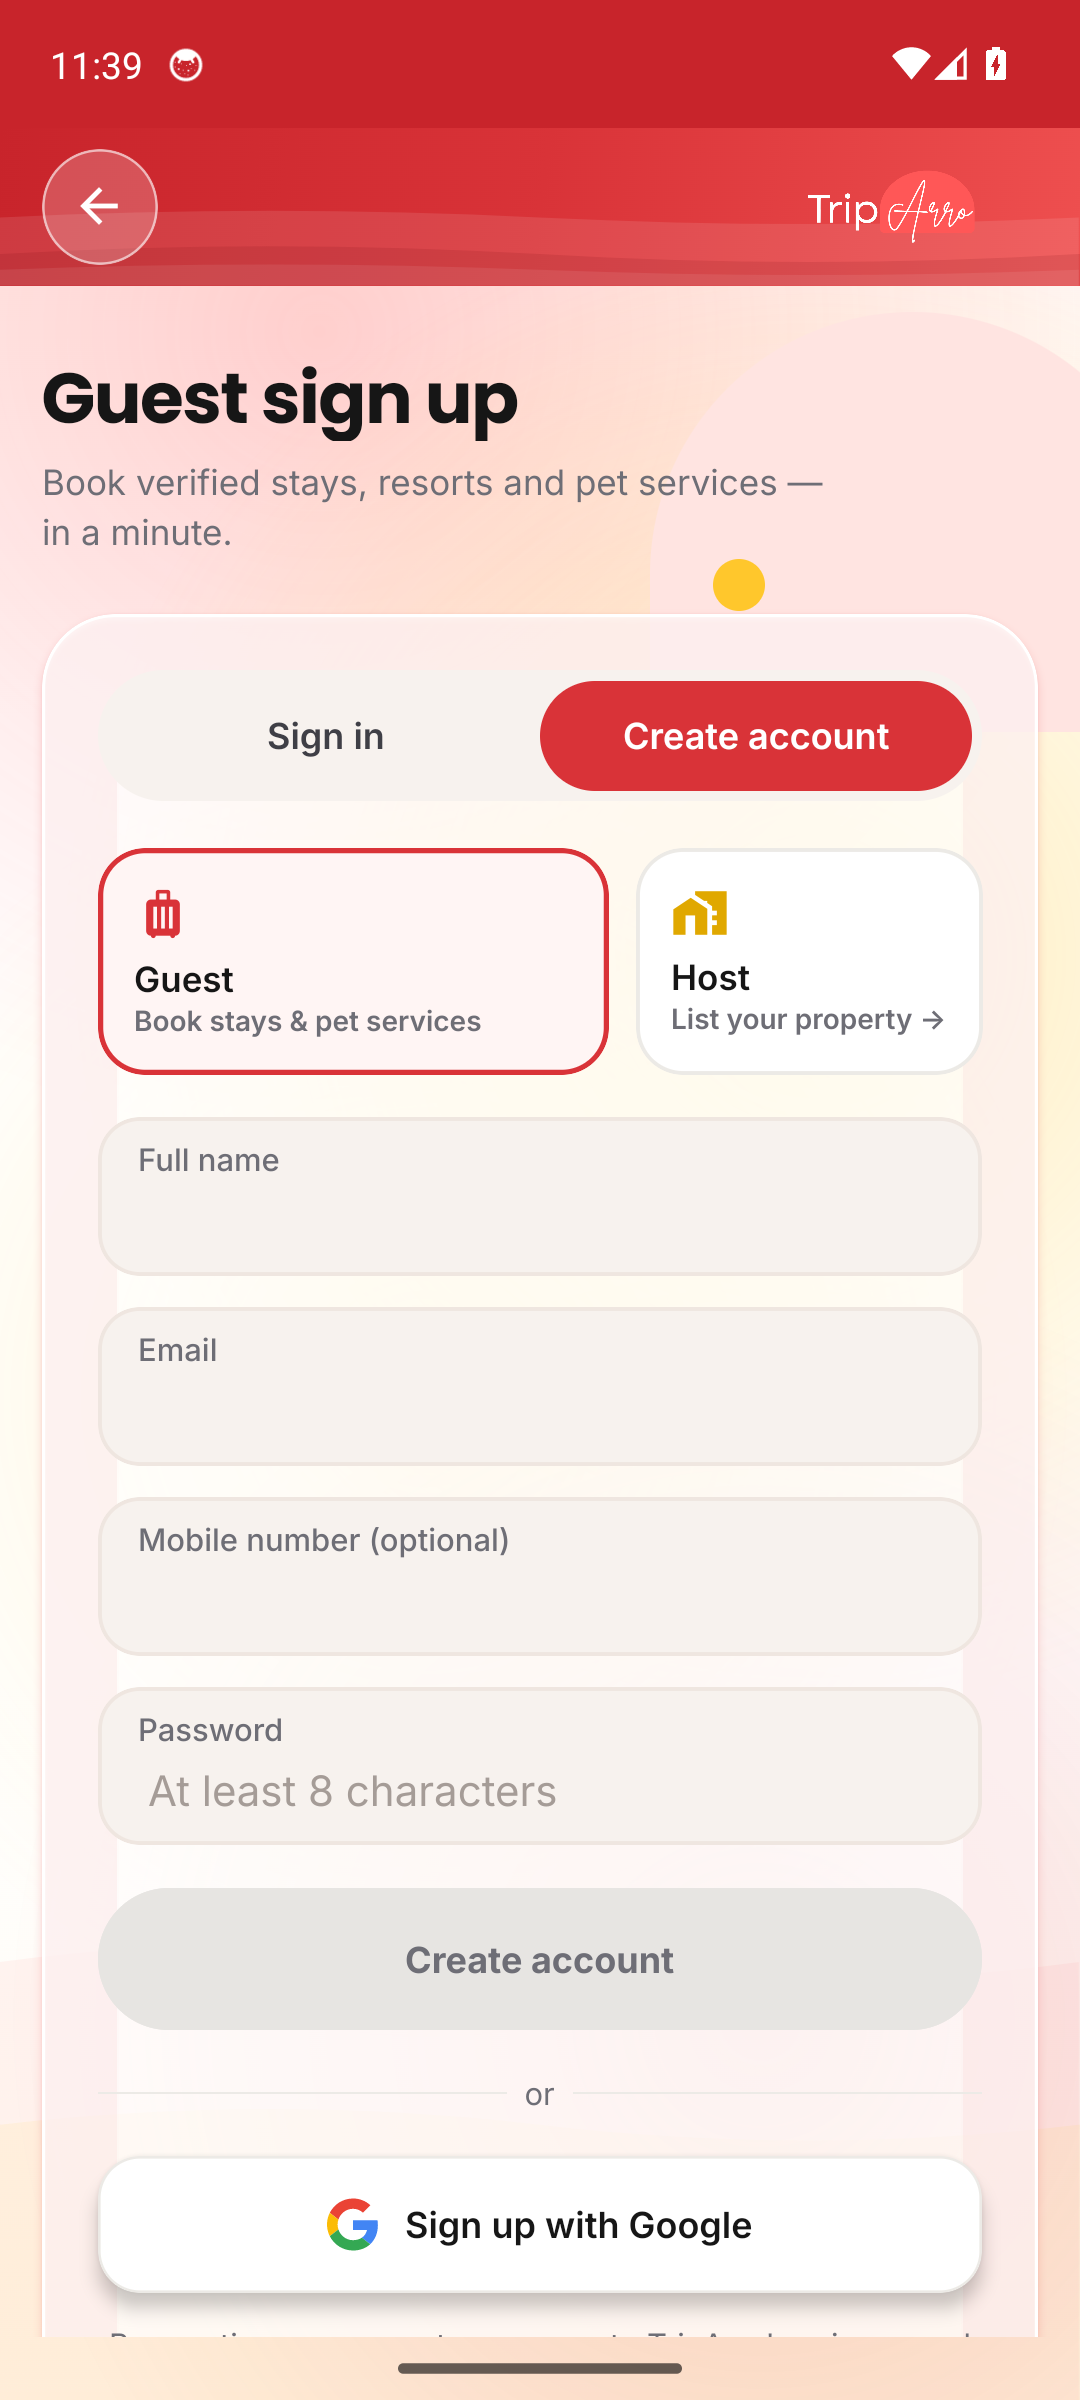 11:39
Trip Arro
Guest sign up
Book verified stays, resorts and pet services —
in a minute.
Sign in
Create account
Guest
Book stays & pet services
Host
List your property →
Full name
Email
Mobile number (optional)
Password
At least 8 characters
Create account
or
Sign up with Google